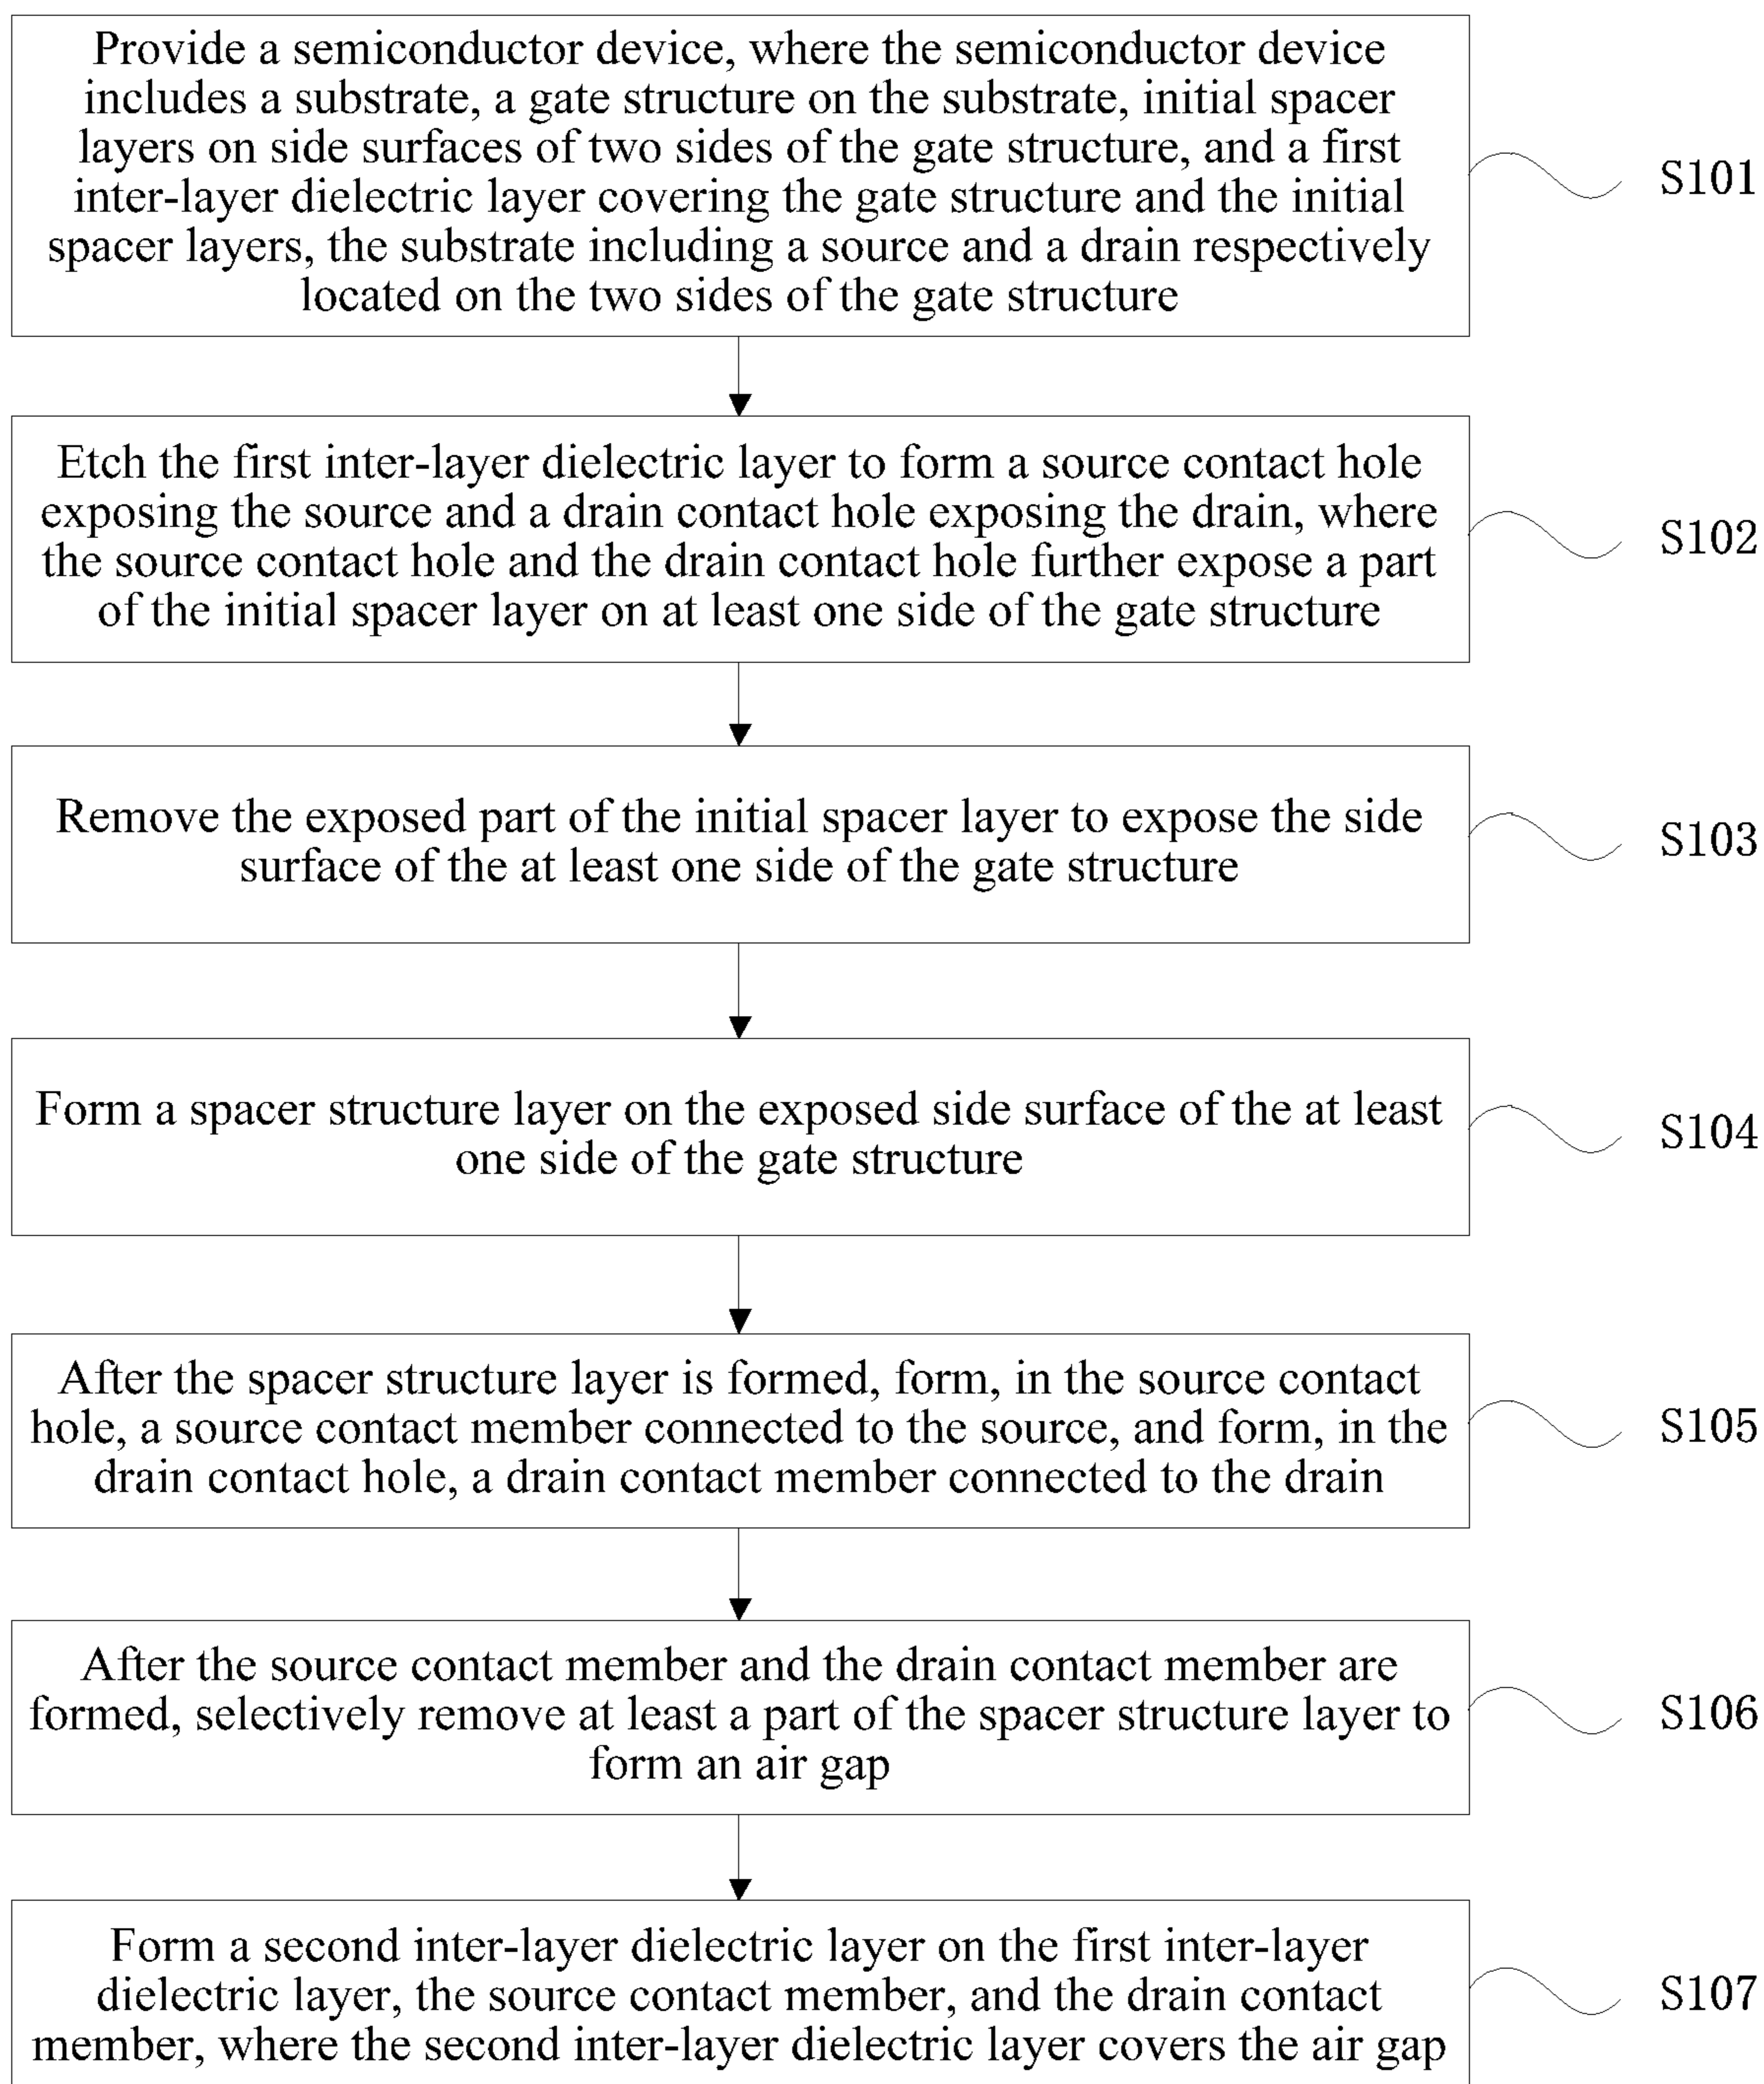 Provide a semiconductor device, where the semiconductor device
includes a substrate, a gate structure on the substrate, initial spacer
layers on side surfaces of two sides of the gate structure, and a first
inter-layer dielectric layer covering the gate structure and the initial
spacer layers, the substrate including a source and a drain respectively
located on the two sides of the gate structure
S101
Etch the first inter-layer dielectric layer to form a source contact hole
exposing the source and a drain contact hole exposing the drain, where
the source contact hole and the drain contact hole further expose a part
of the initial spacer layer on at least one side of the gate structure
S102
Remove the exposed part of the initial spacer layer to expose the side
surface of the at least one side of the gate structure
S103
Form a spacer structure layer on the exposed side surface of the at least
one side of the gate structure
S104
After the spacer structure layer is formed, form, in the source contact
hole, a source contact member connected to the source, and form, in the
drain contact hole, a drain contact member connected to the drain
S105
After the source contact member and the drain contact member are
formed, selectively remove at least a part of the spacer structure layer to
form an air gap
S106
Form a second inter-layer dielectric layer on the first inter-layer
dielectric layer, the source contact member, and the drain contact
member, where the second inter-layer dielectric layer covers the air gap
S107